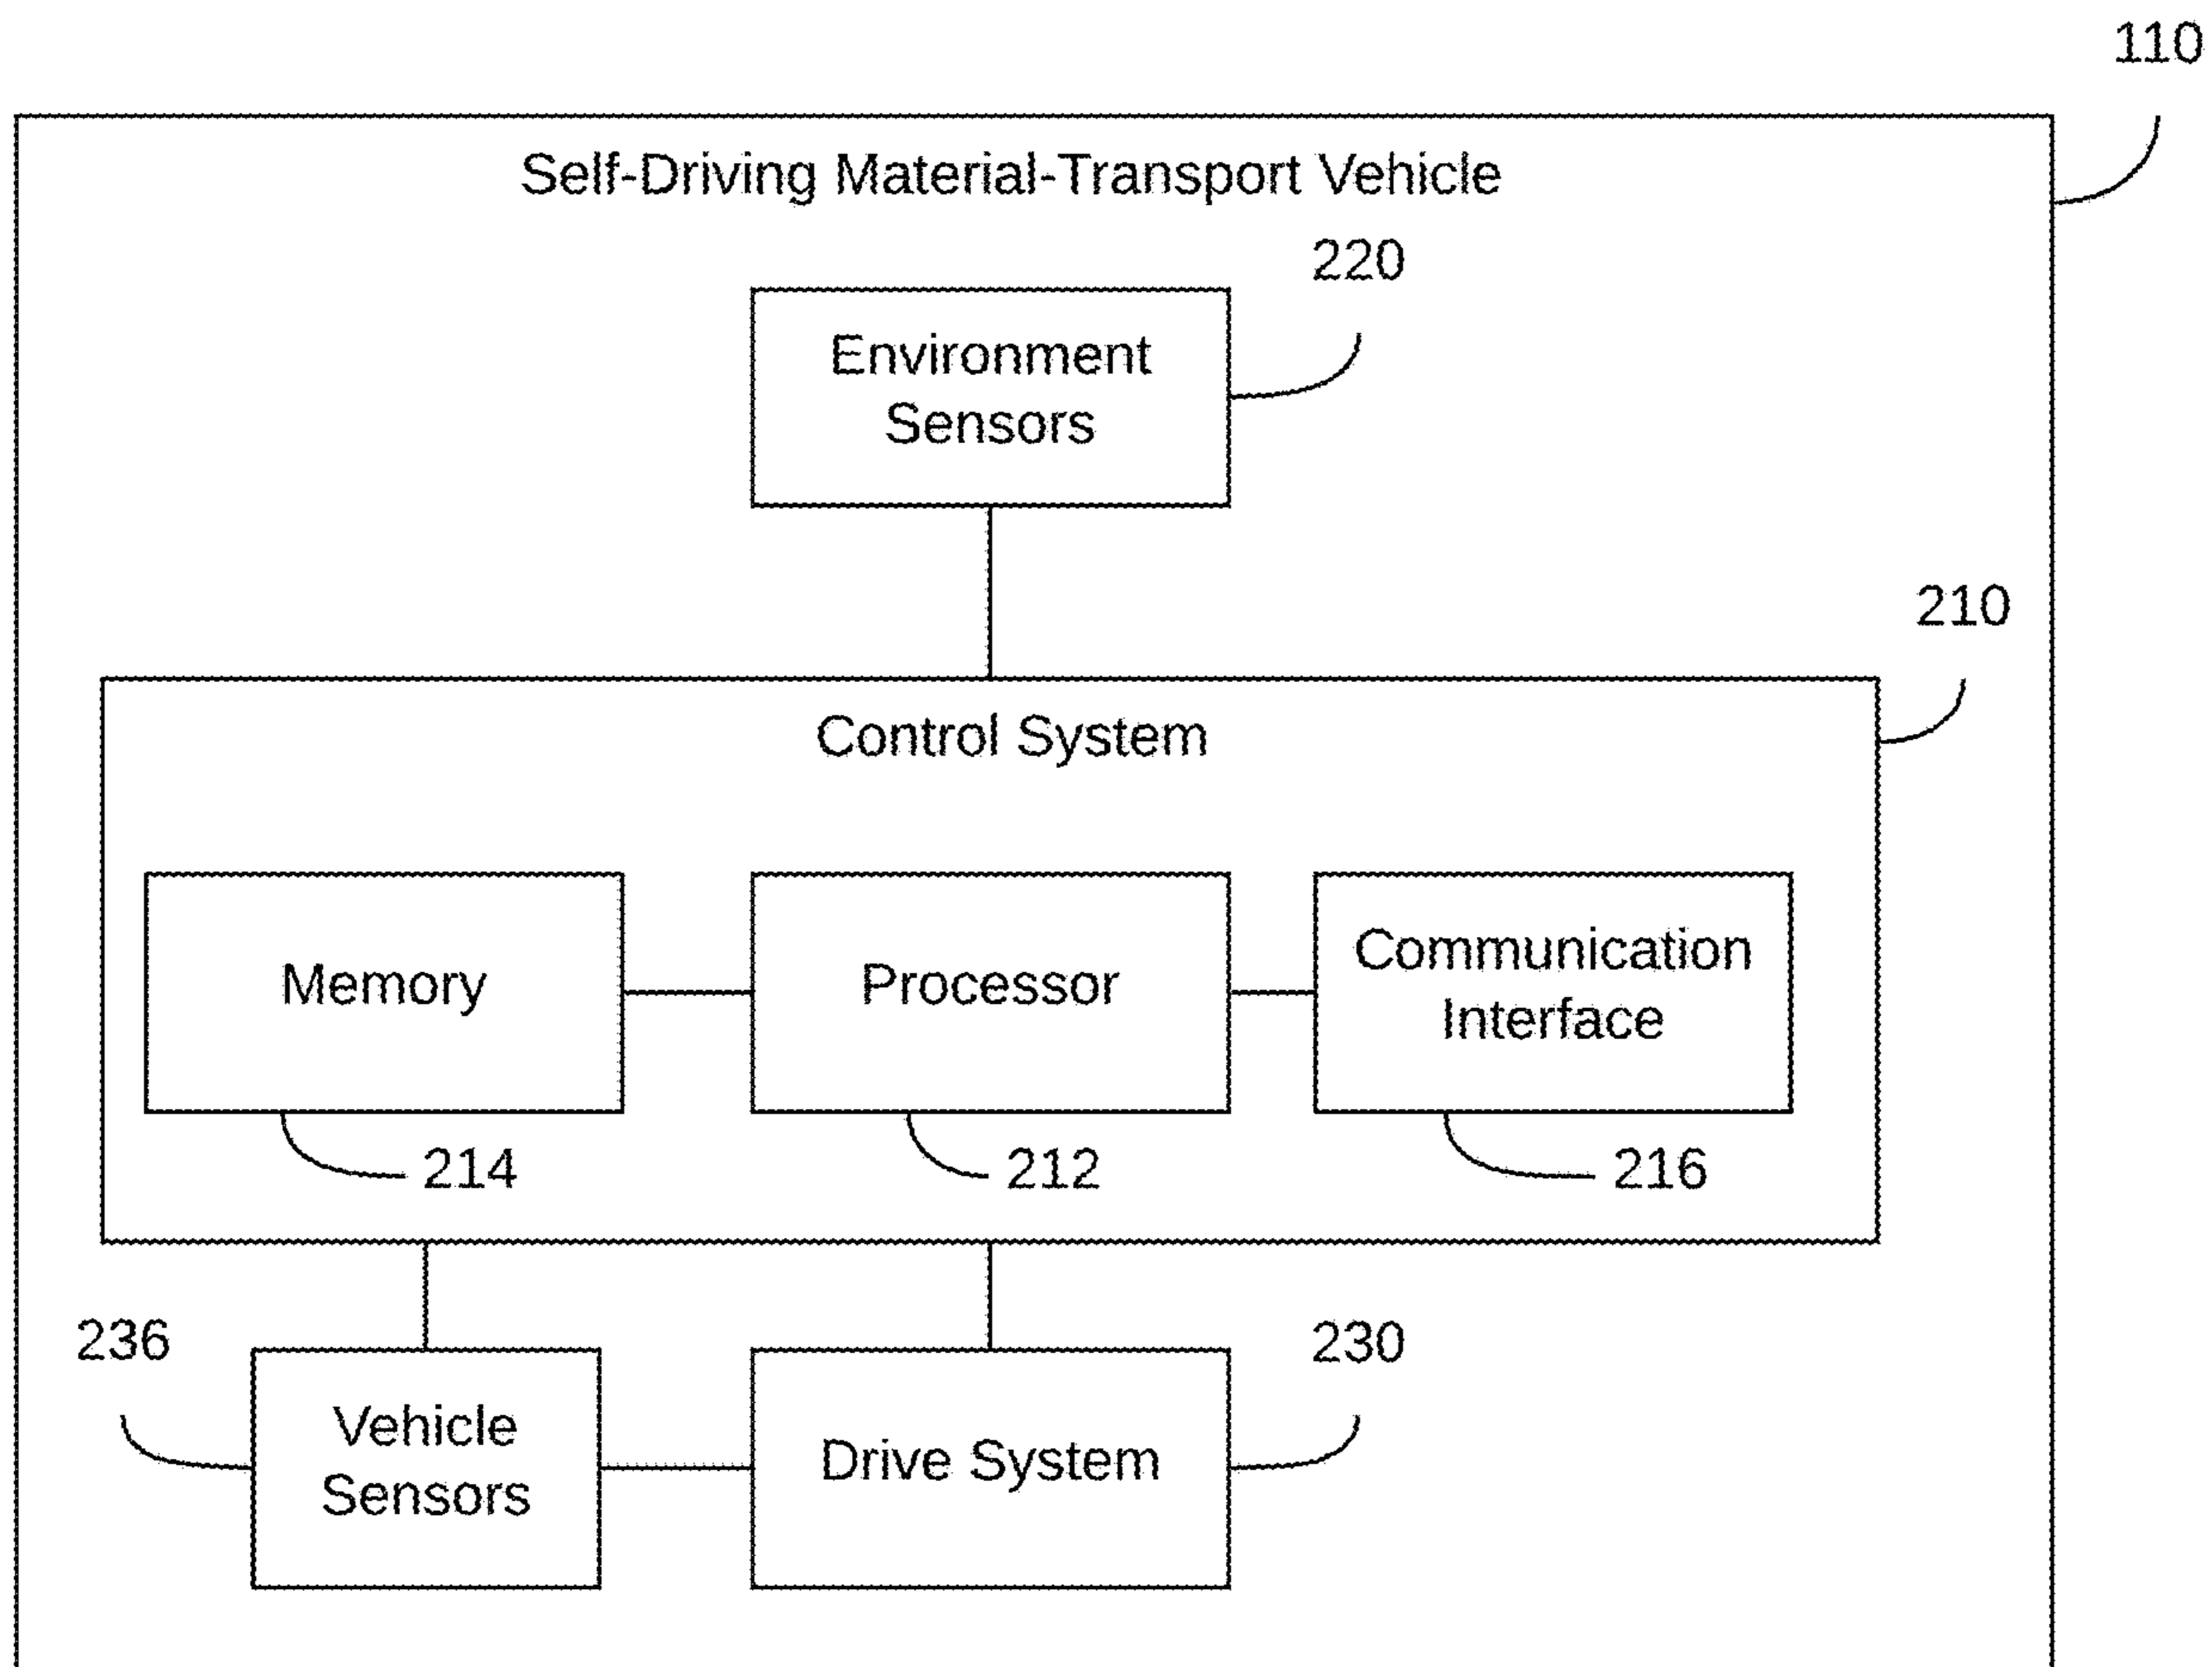 110
Self-Driving Material-Transport Vehicle
220
Environment
Sensors
210
Control System
Memory
Processor
Communication
Interface
214
212
216
236
230
Vehicle
Sensors
Drive System